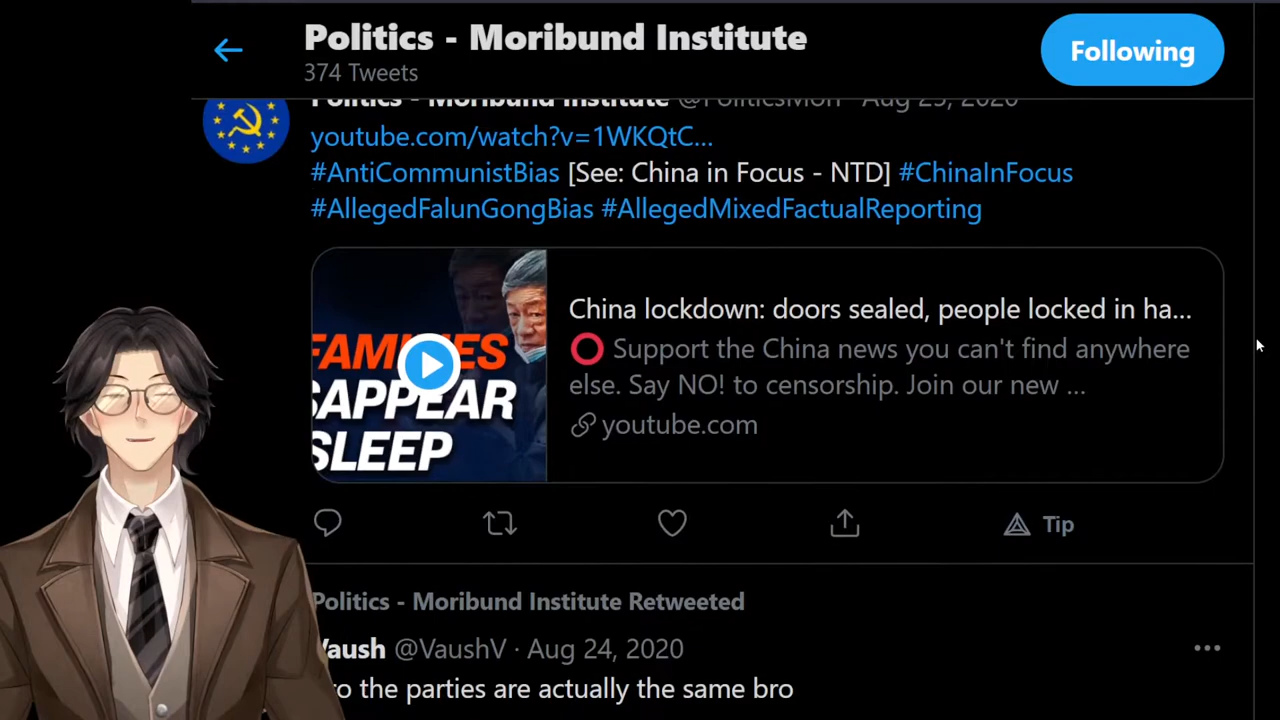 Politics - Moribund Institute
374 Tweets
Following
Politics - Moribund Institute @PoliticsMori · Aug 25, 2020
youtube.com/watch?v=1WKQtC...
#AntiCommunistBias [See: China in Focus - NTD] #ChinaInFocus
#AllegedFalunGongBias #AllegedMixedFactualReporting
FAMILIES
SAPPEAR
SLEEP
China lockdown: doors sealed, people locked in ha...
Support the China news you can't find anywhere
else. Say NO! to censorship. Join our new ...
youtube.com
Tip
Politics - Moribund Institute Retweeted
Vaush @VaushV · Aug 24, 2020
ro the parties are actually the same bro